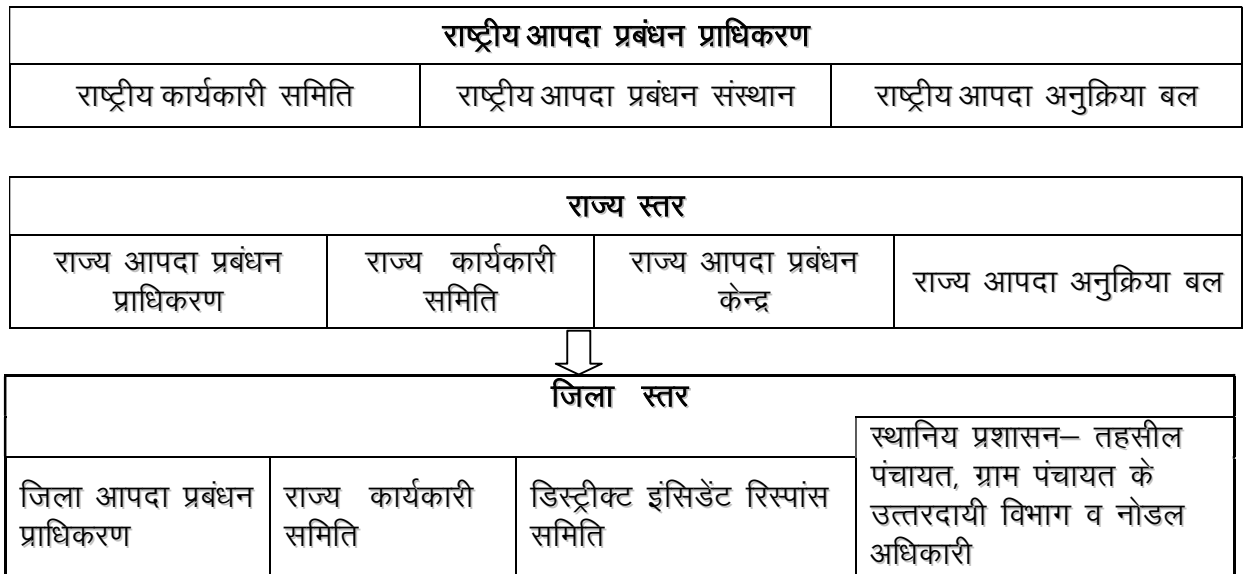 राष्ट्रीय आपदा प्रबंधन प्राधिकरण
राष्ट्रीय कार्यकारी समिति
राष्ट्रीय आपदा प्रबंधन संस्थान
राष्ट्रीय आपदा अनुक्रिया बल
राज्य स्तर
राज्य आपदा प्रबंधन
प्राधिकरण
राज्य कार्यकारी
समिति
राज्य आपदा प्रबंधन
केन्द्र
राज्य आपदा अनुक्रिया बल
जिला स्तर
जिला आपदा प्रबंधन
प्राधिकरण
राज्य कार्यकारी
समिति
डिस्ट्रीक्ट इंसिडेंट रिस्पांस
समिति
स्थानिय प्रशासन– तहसील
पंचायत, ग्राम पंचायत के
उत्तरदायी विभाग व नोडल
अधिकारी